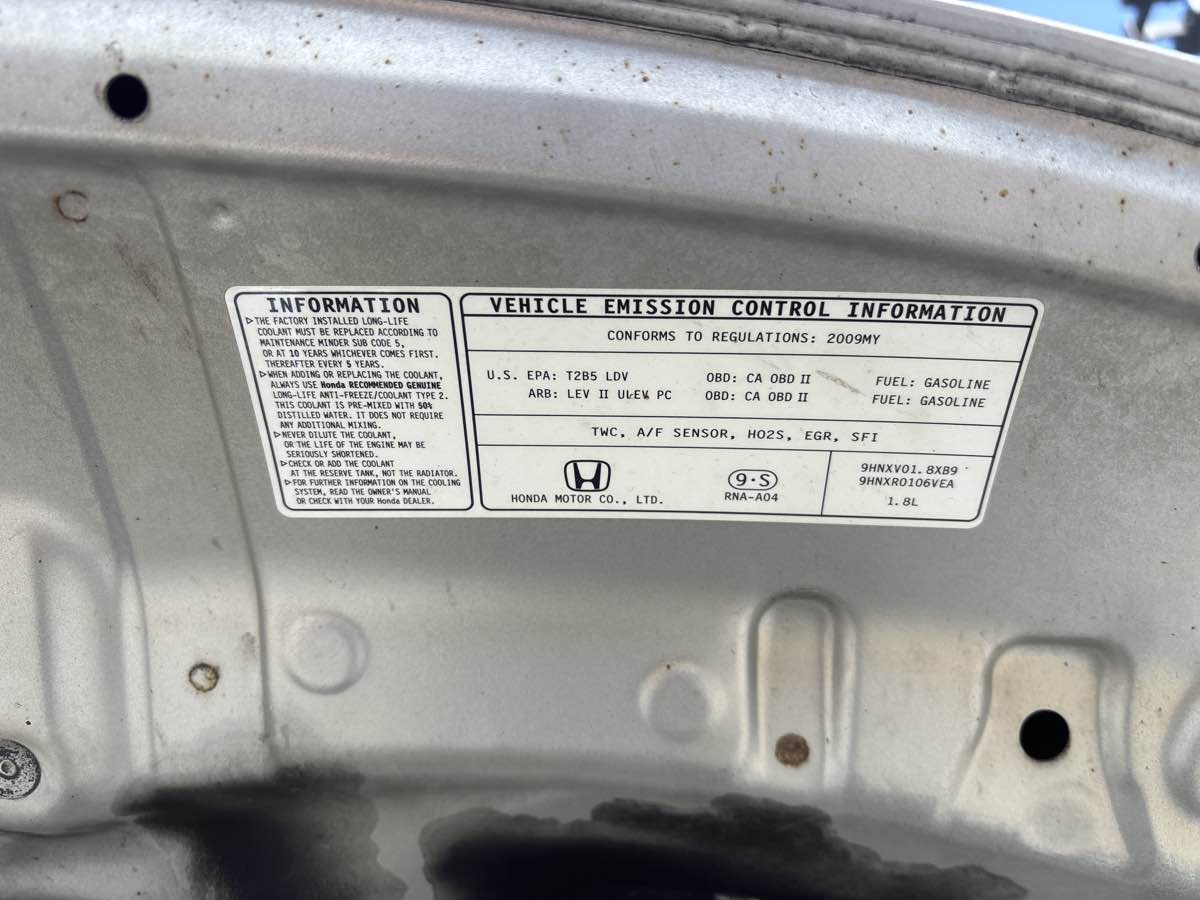 INFORMATION
▷THE FACTORY INSTALLED LONG-LIFE
COOLANT MUST BE REPLACED ACCORDING TO
MAINTENANCE MINDER SUB CODE 5,
OR AT 10 YEARS WHICHEVER COMES FIRST.
THEREAFTER EVERY 5 YEARS.
▷WHEN ADDING OR REPLACING THE COOLANT,
ALWAYS USE Honda RECOMMENDED GENUINE
LONG-LIFE ANTI-FREEZE/COOLANT TYPE 2.
THIS COOLANT IS PRE-MIXED WITH 50%
DISTILLED WATER. IT DOES NOT REQUIRE
ANY ADDITIONAL MIXING.
▷NEVER DILUTE THE COOLANT,
OR THE LIFE OF THE ENGINE MAY BE
SERIOUSLY SHORTENED.
▷CHECK OR ADD THE COOLANT
AT THE RESERVE TANK, NOT THE RADIATOR.
▷FOR FURTHER INFORMATION ON THE COOLING
SYSTEM, READ THE OWNER'S MANUAL
OR CHECK WITH YOUR Honda DEALER.
VEHICLE EMISSION CONTROL INFORMATION
CONFORMS TO REGULATIONS: 2009MY
U.S. EPA: T2B5 LDV OBD: CA OBD II FUEL: GASOLINE
ARB: LEV II ULEV PC OBD: CA OBD II FUEL: GASOLINE
TWC, A/F SENSOR, HO2S, EGR, SFI
HONDA MOTOR CO., LTD.
9·S
RNA-A04
9HNXV01.8XB9
9HNXR0106VEA
1.8L